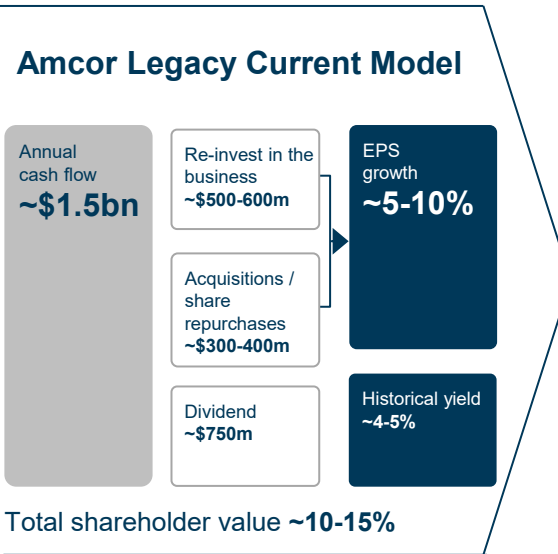 Amcor Legacy Current Model
Annual
cash flow
~$1.5bn
Re-invest in the
business
~$500-600m
Acquisitions /
share
repurchases
~$300-400m
Dividend
~$750m
EPS
growth
~5-10%
Historical yield
~4-5%
Total shareholder value ~10-15%